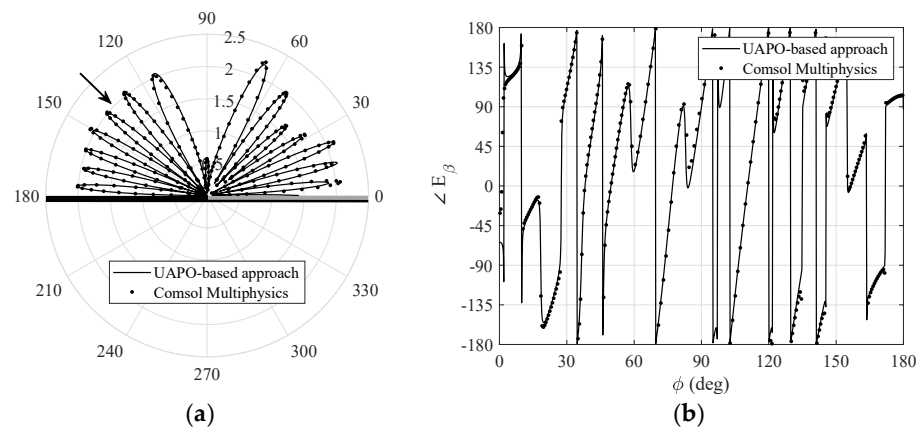 90
120
60
150
30
180
0
210
330
240
300
270
2.5
2
1.5
1
UAPO-based approach
Comsol Multiphysics
(a)
180
135
90
45
0
-45
-90
-135
-180
∠ E_β
0 30 60 90 120 150 180
ϕ (deg)
UAPO-based approach
Comsol Multiphysics
(b)